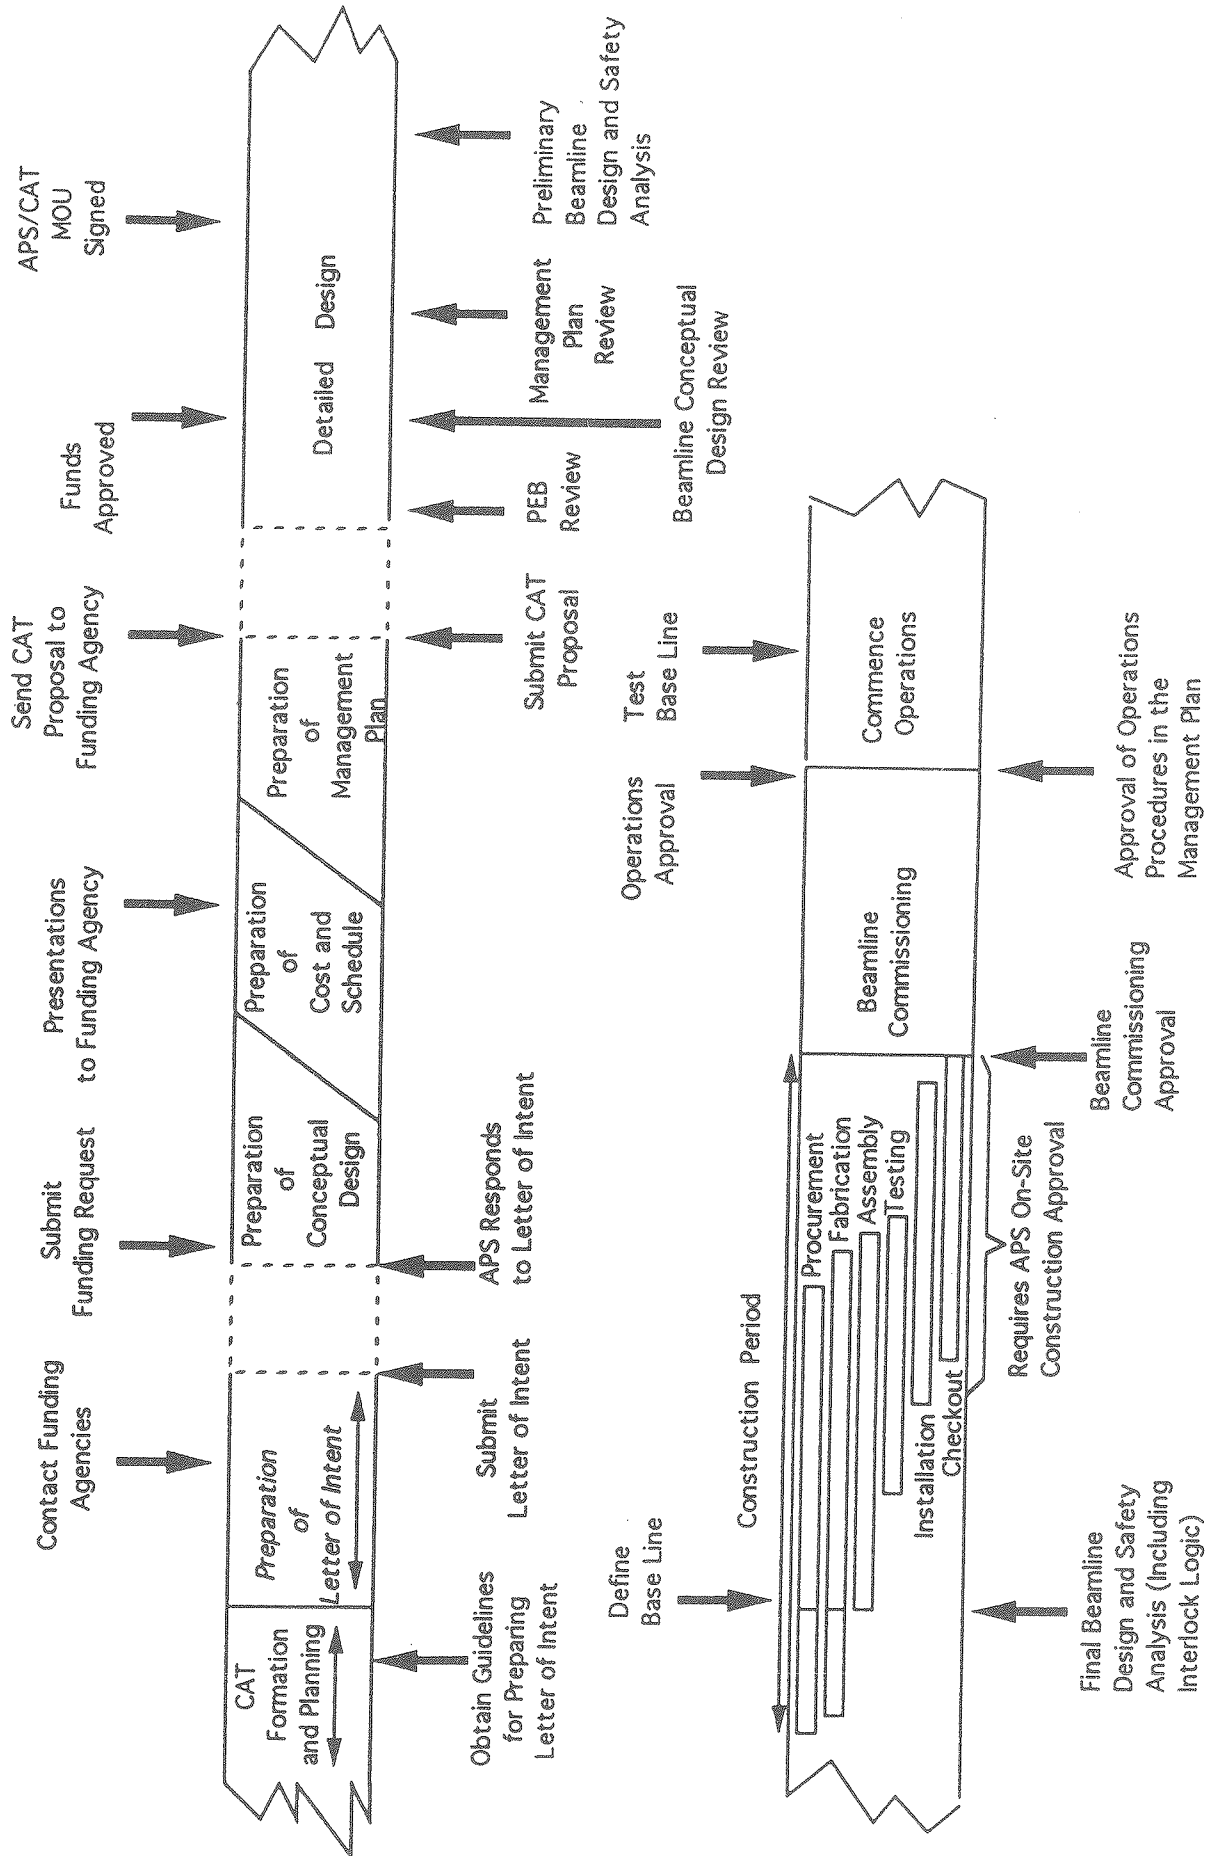 Contact Funding
Agencies
Submit
Funding Request
Presentations
to Funding Agency
Send CAT
Proposal to
Funding Agency
Funds
Approved
APS/CAT
MOU
Signed
CAT
Formation
and Planning
Preparation
of
Letter of Intent
Preparation
of
Conceptual
Design
Preparation
of
Cost and
Schedule
Preparation
of
Management
Plan
Detailed Design
Obtain Guidelines
for Preparing
Letter of Intent
Submit
Letter of Intent
APS Responds
to Letter of Intent
Submit CAT
Proposal
PEB
Review
Beamline Conceptual
Design Review
Management
Plan
Review
Preliminary
Beamline
Design and Safety
Analysis
Define
Base Line
Operations
Approval
Test
Base Line
Construction Period
Procurement
Fabrication
Assembly
Testing
Installation
Checkout
Beamline
Commissioning
Commence
Operations
Final Beamline
Design and Safety
Analysis (Including
Interlock Logic)
Requires APS On-Site
Construction Approval
Beamline
Commissioning
Approval
Approval of Operations
Procedures in the
Management Plan